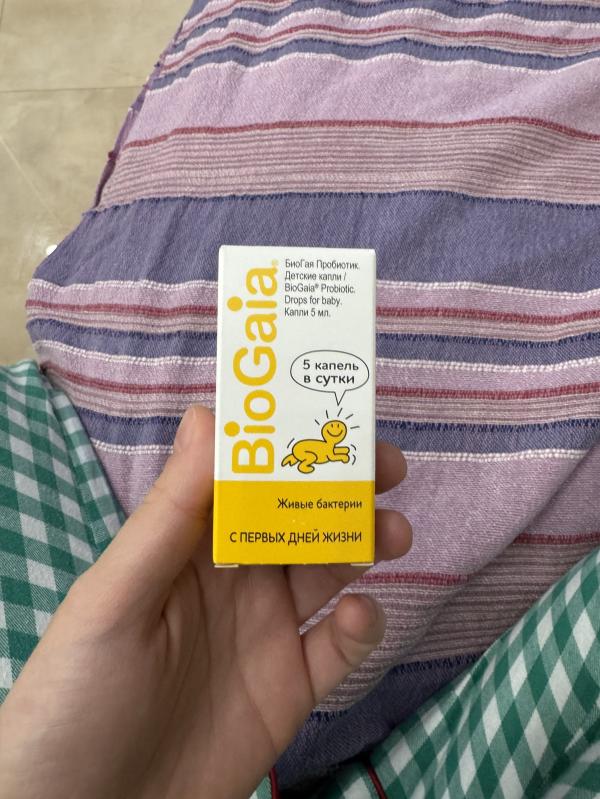 BioGaia®
БиоГая Пробиотик.
Детские капли /
BioGaia® Probiotic.
Drops for baby.
Капли 5 мл.
5 капель
в сутки
Живые бактерии
С ПЕРВЫХ ДНЕЙ ЖИЗНИ